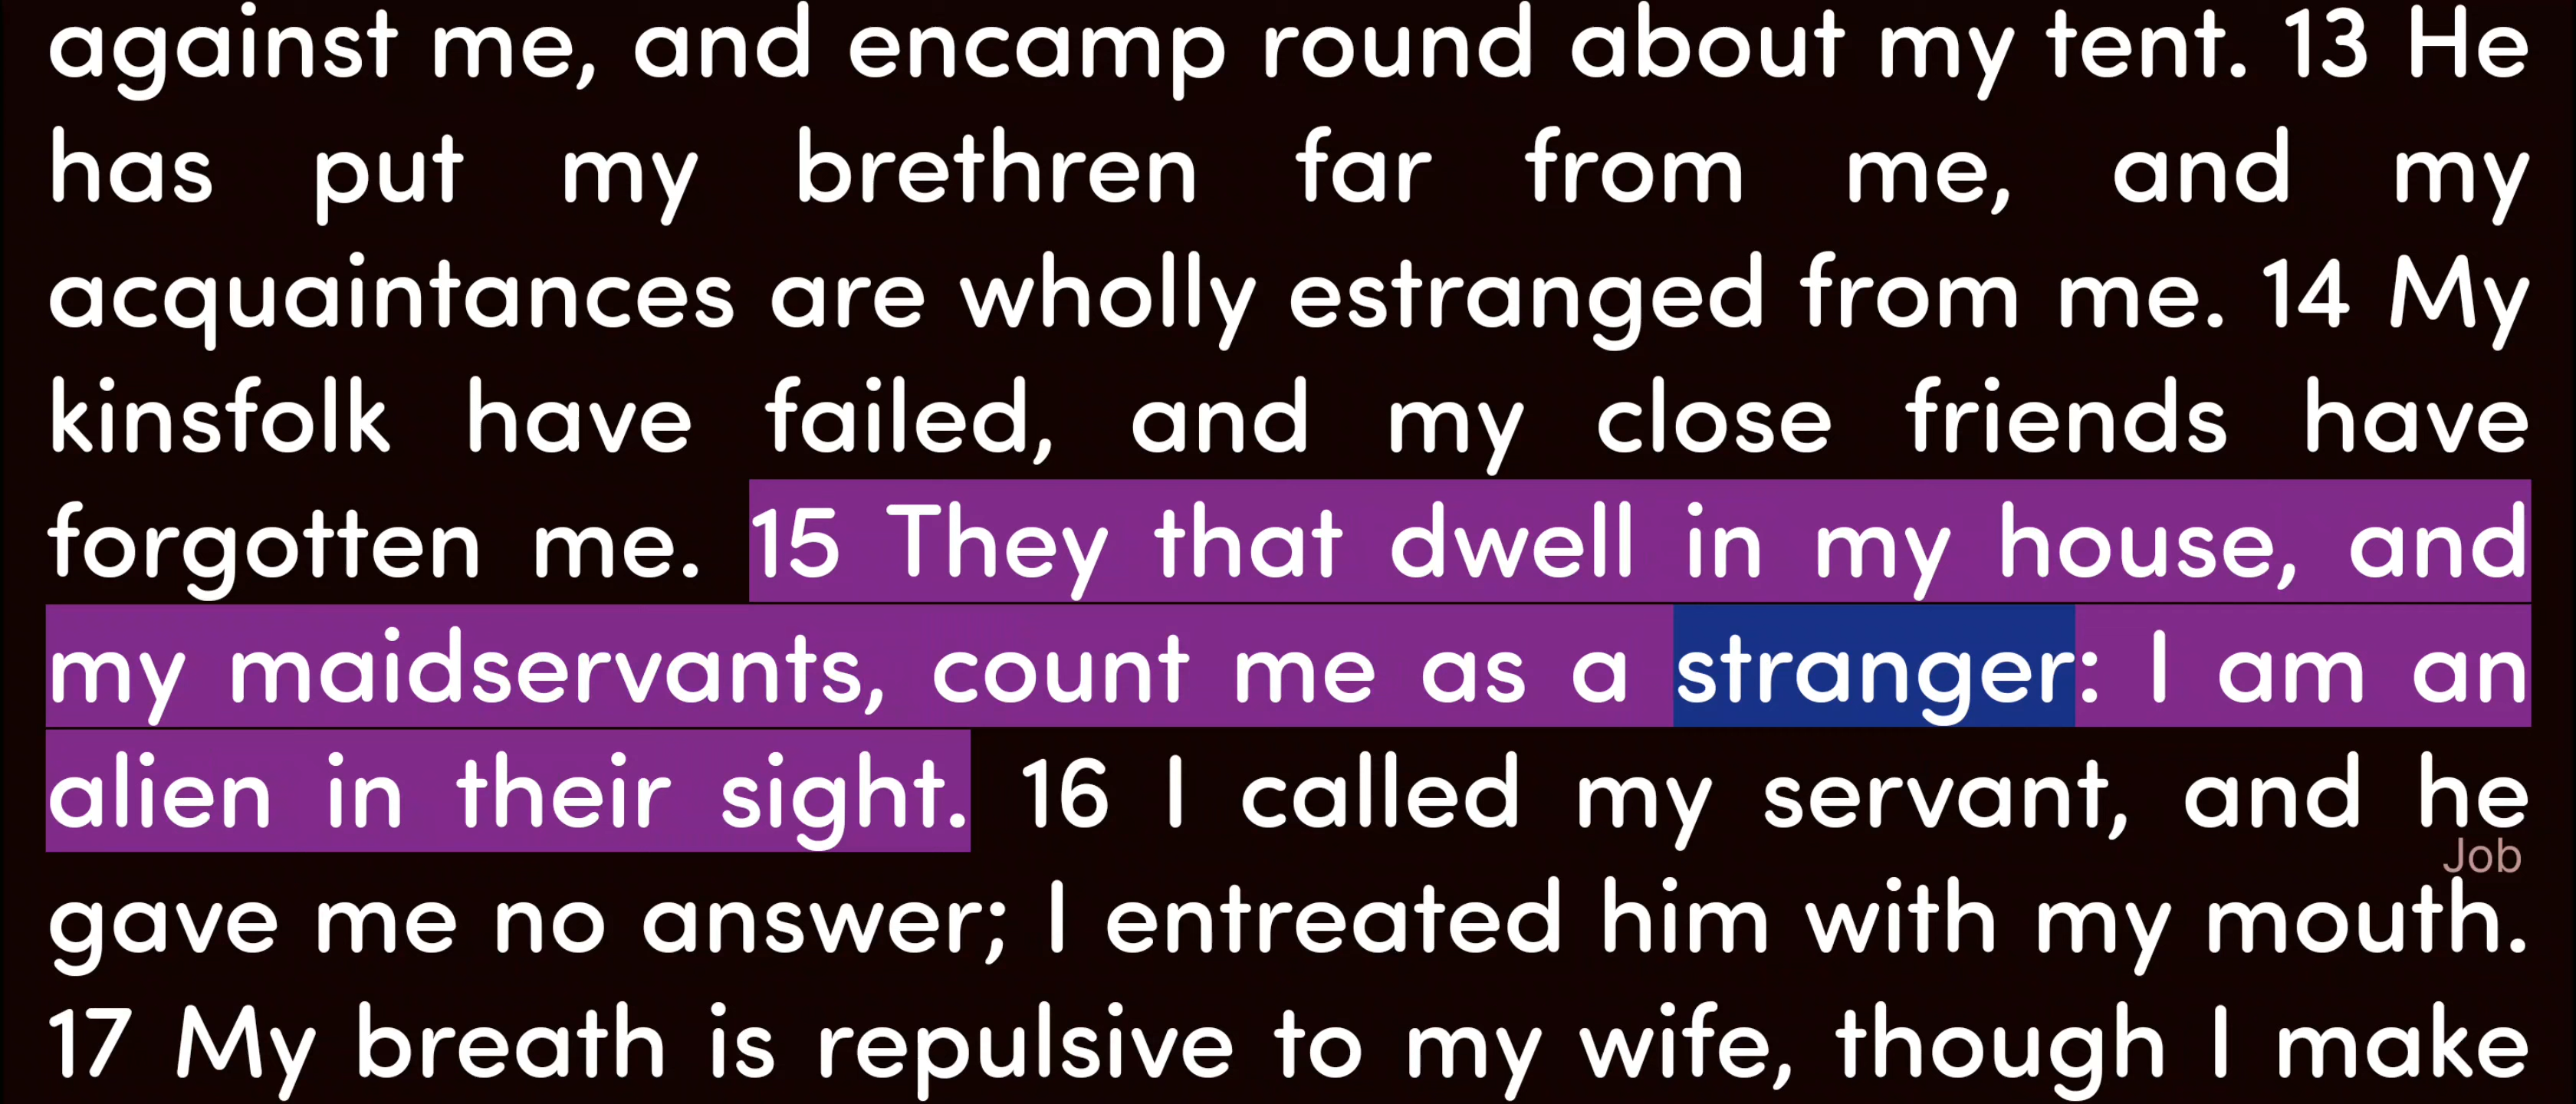 against me, and encamp round about my tent. 13 He
has put my brethren far from me, and my
acquaintances are wholly estranged from me. 14 My
kinsfolk have failed, and my close friends have
forgotten me. 15 They that dwell in my house, and
my maidservants, count me as a stranger: I am an
alien in their sight. 16 I called my servant, and he
Job
gave me no answer; I entreated him with my mouth.
17 My breath is repulsive to my wife, though I make